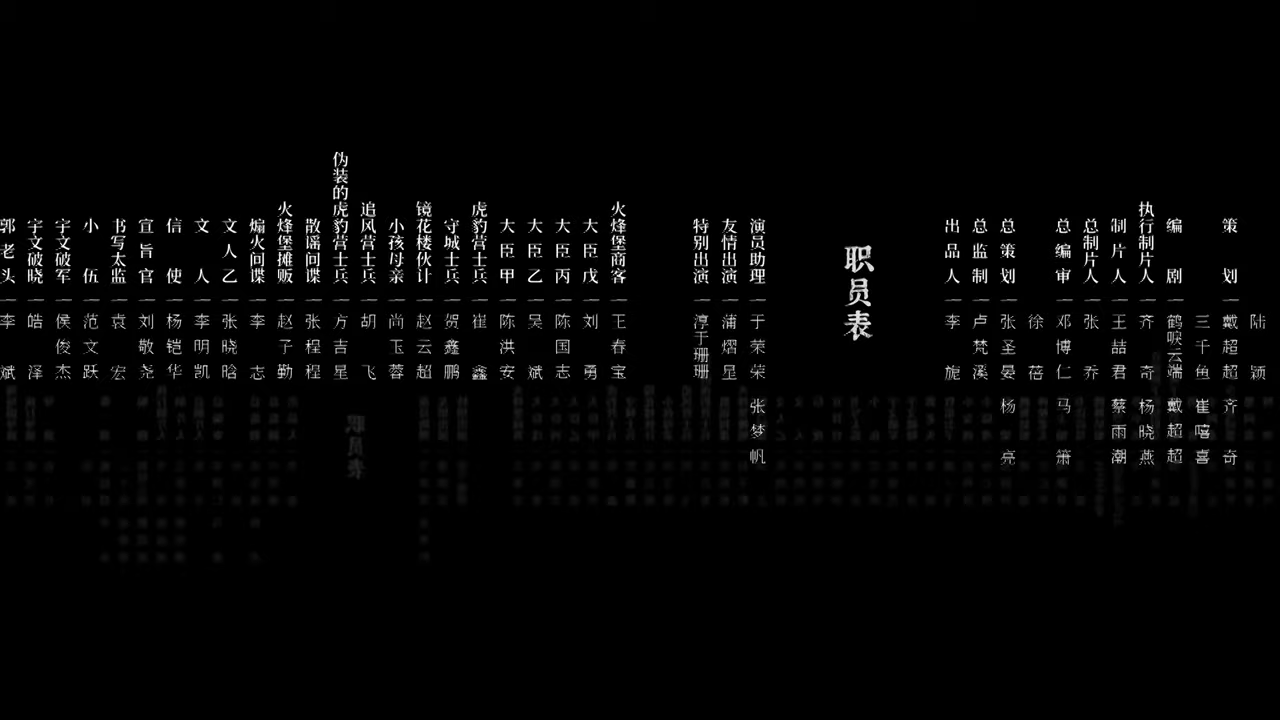 郭老头 李斌
宇文破晓 皓泽
宇文破军 侯俊杰
小伍 范文跃
书写太监 袁宏
宣旨官 刘敬尧
信使 杨铠华
文人 李明凯
文人乙 张晓晗
煽火间谍 李志
火烽堡摊贩 赵子勤
散谣间谍 张程程
伪装的虎豹营士兵 方吉星
追风营士兵 胡飞
小孩母亲 尚玉蓉
镜花楼伙计 赵云超
守城士兵 贺鑫鹏
虎豹营士兵 崔鑫
大臣甲 陈洪安
大臣乙 吴斌
大臣丙 陈国志
大臣戊 刘勇
火烽堡商客 王春宝
特别出演 淳于珊珊
友情出演 蒲熠星
演员助理 于荣荣 张梦帆
职员表
出品人 李旎
总监制 卢梵溪
总策划 张圣晏 杨亮
徐蓓
总编审 邓博仁 马箫
总制片人 张乔
制片人 王喆君 蔡雨潮
执行制片人 齐奇 杨晓燕
编剧 鹤唳云端 戴超超
三千鱼 崔嘻喜
策划 戴超超 齐奇
陆颖